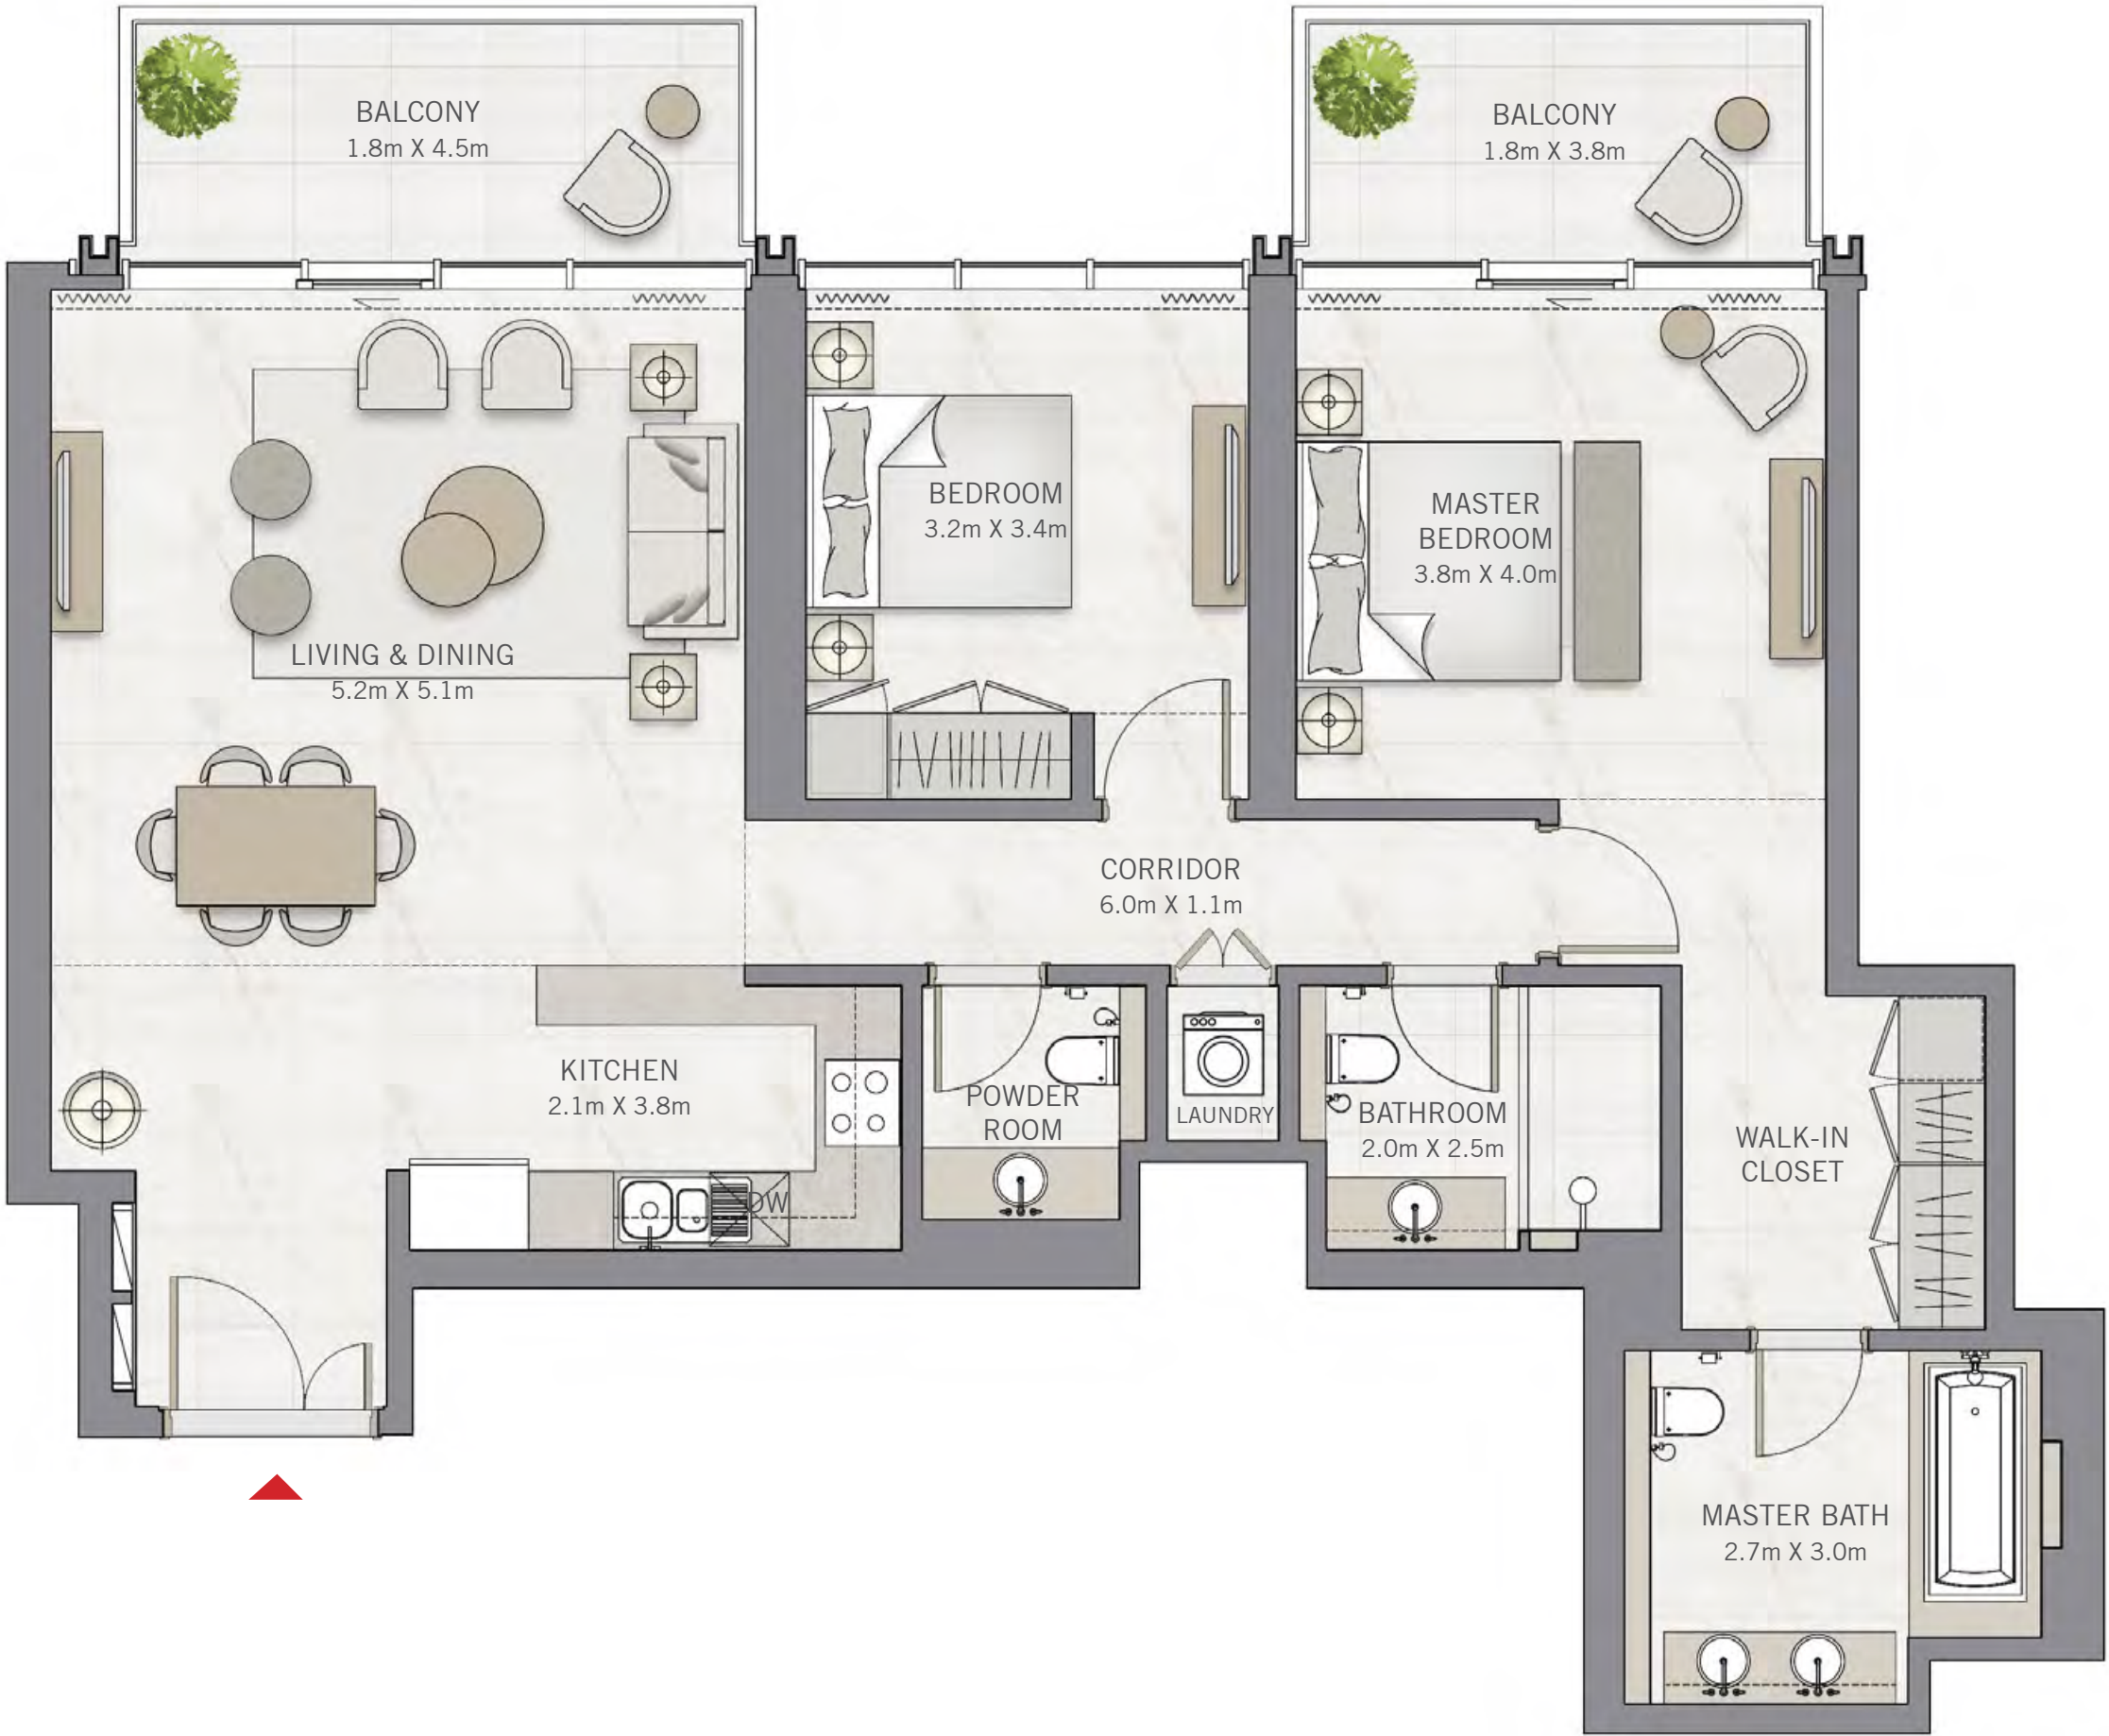 BALCONY
1.8m X 4.5m
BALCONY
1.8m X 3.8m
BEDROOM
3.2m X 3.4m
MASTER
BEDROOM
3.8m X 4.0m
LIVING & DINING
5.2m X 5.1m
CORRIDOR
6.0m X 1.1m
KITCHEN
2.1m X 3.8m
DW
POWDER
ROOM
LAUNDRY
BATHROOM
2.0m X 2.5m
WALK-IN
CLOSET
MASTER BATH
2.7m X 3.0m